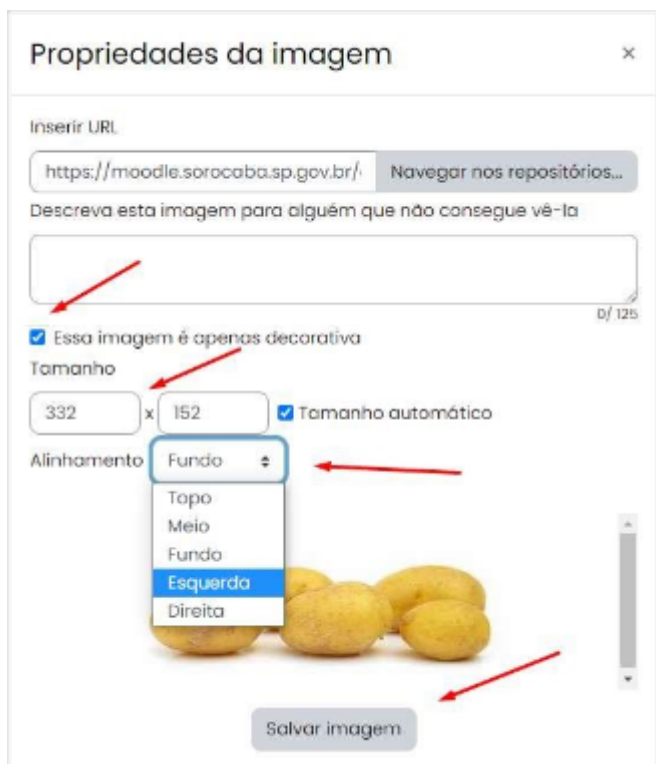 Propriedades da imagem ×
Inserir URL
https://moodle.sorocaba.sp.gov.br/ Navegar nos repositórios...
Descreva esta imagem para alguém que não consegue vê-la
0/ 125
Essa imagem é apenas decorativa
Tamanho
332 x 152 Tamanho automático
Alinhamento Fundo
Topo
Meio
Fundo
Esquerda
Direita
Salvar imagem